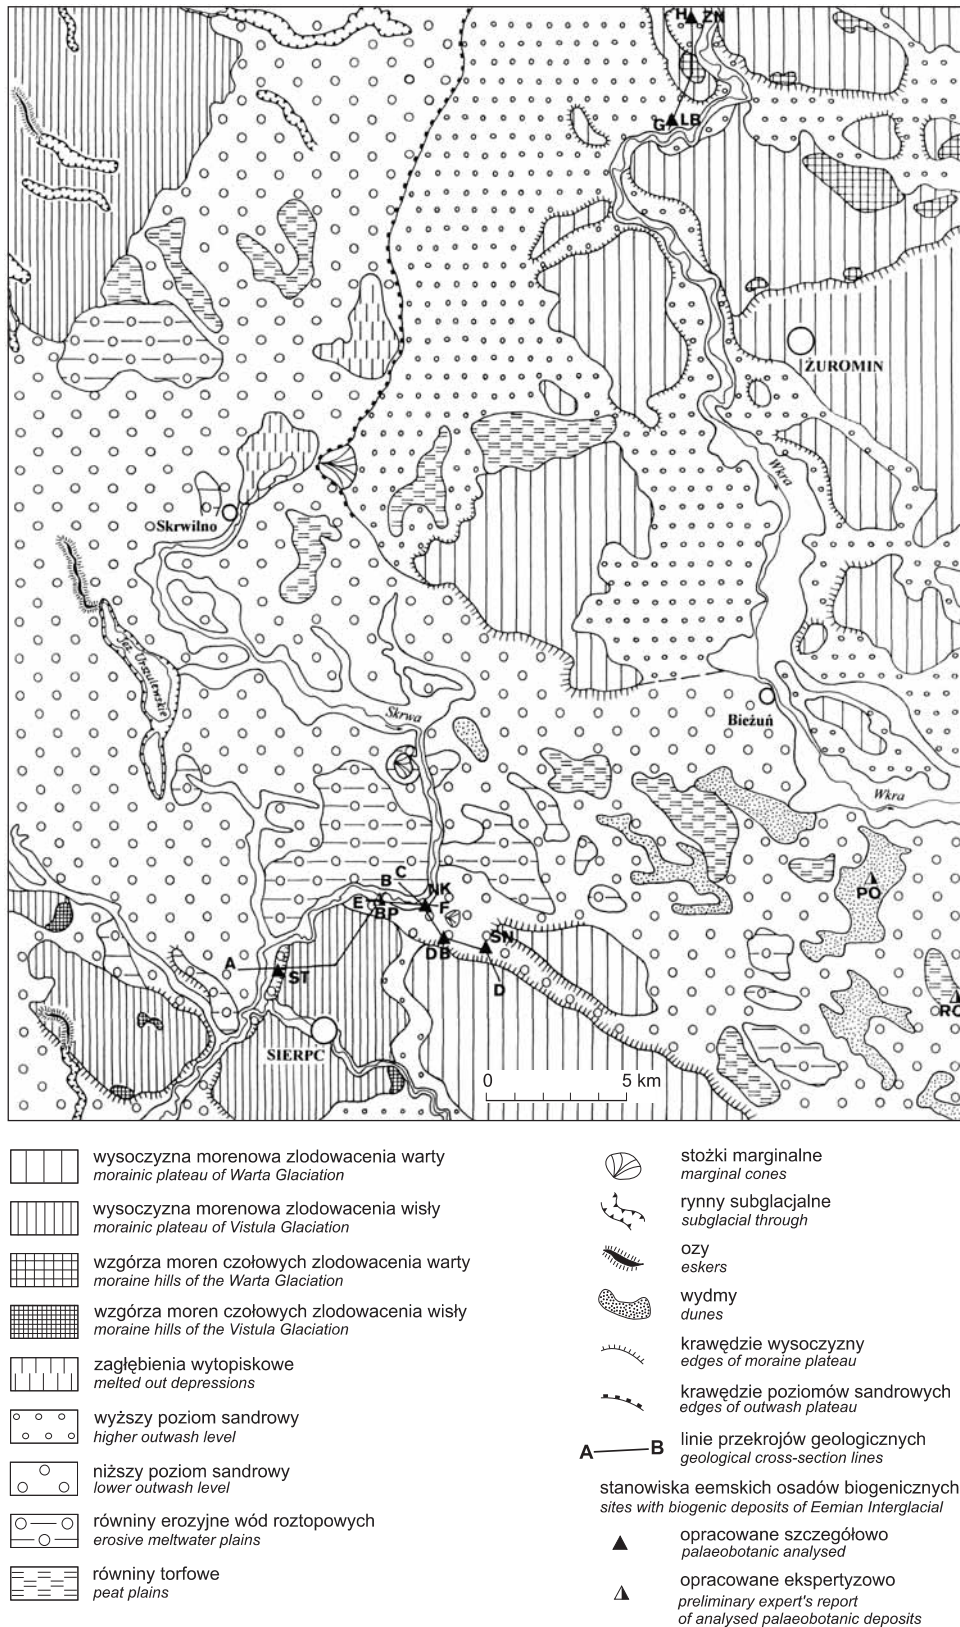 H ZN
G LB
ŻUROMIN
Wkra
Skrwilno
Skrwa
Bieżuń
Wkra
C
B
NK
E
BP
F
PO
SN
DB
A
ST
D
RO
SIERPC
0 5 km
wysoczyzna morenowa zlodowacenia warty
morainic plateau of Warta Glaciation
wysoczyzna morenowa zlodowacenia wisły
morainic plateau of Vistula Glaciation
wzgórza moren czołowych zlodowacenia warty
moraine hills of the Warta Glaciation
wzgórza moren czołowych zlodowacenia wisły
moraine hills of the Vistula Glaciation
zagłębienia wytopiskowe
melted out depressions
wyższy poziom sandrowy
higher outwash level
niższy poziom sandrowy
lower outwash level
równiny erozyjne wód roztopowych
erosive meltwater plains
równiny torfowe
peat plains
stożki marginalne
marginal cones
rynny subglacjalne
subglacial through
ozy
eskers
wydmy
dunes
krawędzie wysoczyzny
edges of moraine plateau
krawędzie poziomów sandrowych
edges of outwash plateau
A B linie przekrojów geologicznych
geological cross-section lines
stanowiska eemskich osadów biogenicznych
sites with biogenic deposits of Eemian Interglacial
opracowane szczegółowo
palaeobotanic analysed
opracowane ekspertyzowo
preliminary expert's report
of analysed palaeobotanic deposits